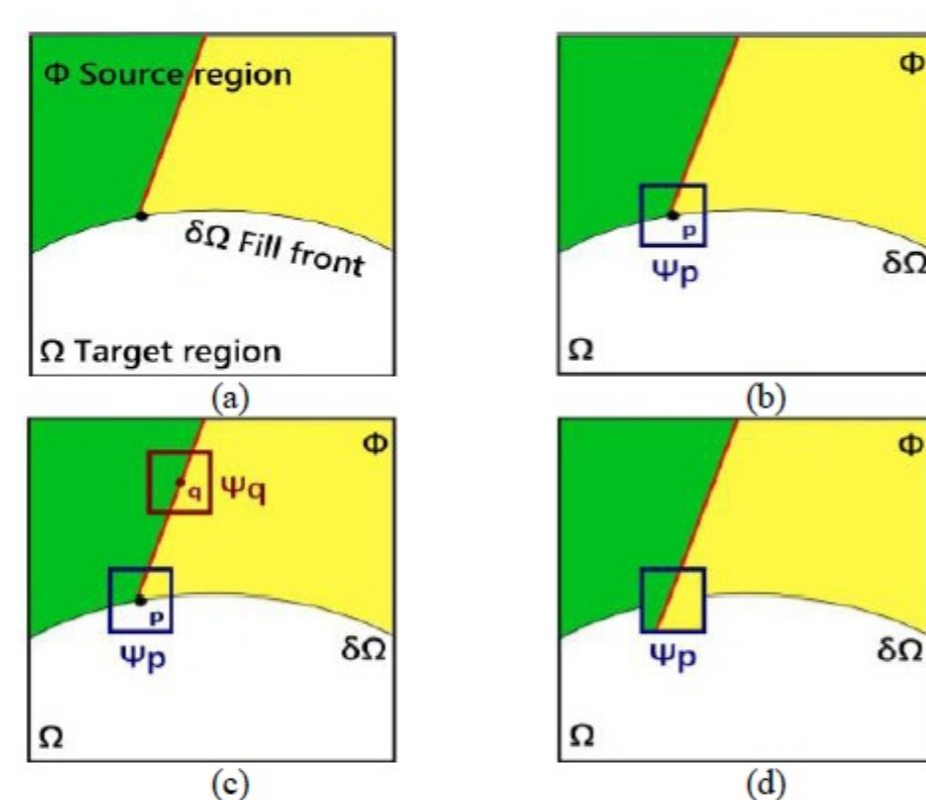 Φ Source region
δΩ Fill front
Ω Target region
(a)
Φ
p
Ψp
δΩ
Ω
(b)
Φ
q
Ψq
p
Ψp
δΩ
Ω
(c)
Φ
Ψp
δΩ
Ω
(d)